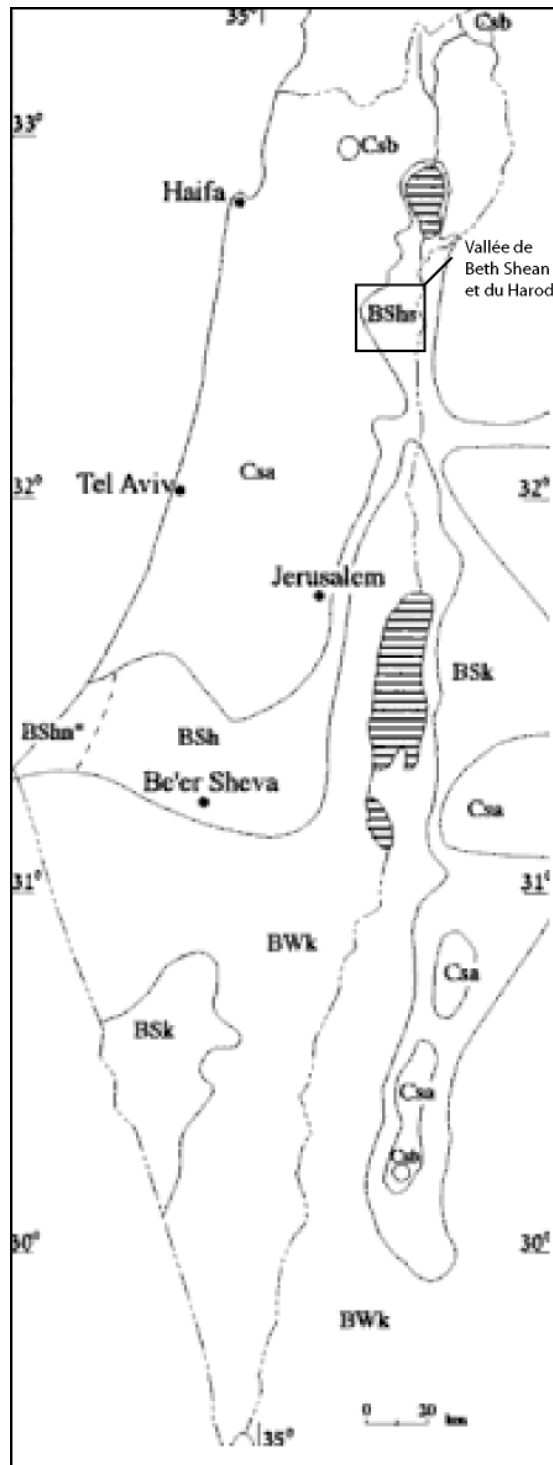 35°
Csb
33°
Csb
Haifa
Vallée de
Beth Shean
et du Harod
BShs
32°
Tel Aviv
Csa
32°
Jerusalem
BSk
BShn*
BSh
Be'er Sheva
Csa
31°
31°
BWk
Csa
BSk
Csa
Csb
30°
30°
BWk
0 20 km
35°